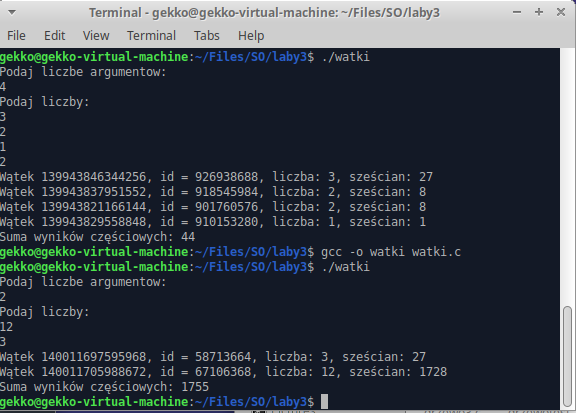 Terminal - gekko@gekko-virtual-machine: ~/Files/SO/laby3
File Edit View Terminal Tabs Help
gekko@gekko-virtual-machine:~/Files/SO/laby3$ ./watki
Podaj liczbe argumentow:
4
Podaj liczby:
3
2
1
2
Wątek 139943846344256, id = 926938688, liczba: 3, sześcian: 27
Wątek 139943837951552, id = 918545984, liczba: 2, sześcian: 8
Wątek 139943821166144, id = 901760576, liczba: 2, sześcian: 8
Wątek 139943829558848, id = 910153280, liczba: 1, sześcian: 1
Suma wyników częściowych: 44
gekko@gekko-virtual-machine:~/Files/SO/laby3$ gcc -o watki watki.c
gekko@gekko-virtual-machine:~/Files/SO/laby3$ ./watki
Podaj liczbe argumentow:
2
Podaj liczby:
12
3
Wątek 140011697595968, id = 58713664, liczba: 3, sześcian: 27
Wątek 140011705988672, id = 67106368, liczba: 12, sześcian: 1728
Suma wyników częściowych: 1755
gekko@gekko-virtual-machine:~/Files/SO/laby3$